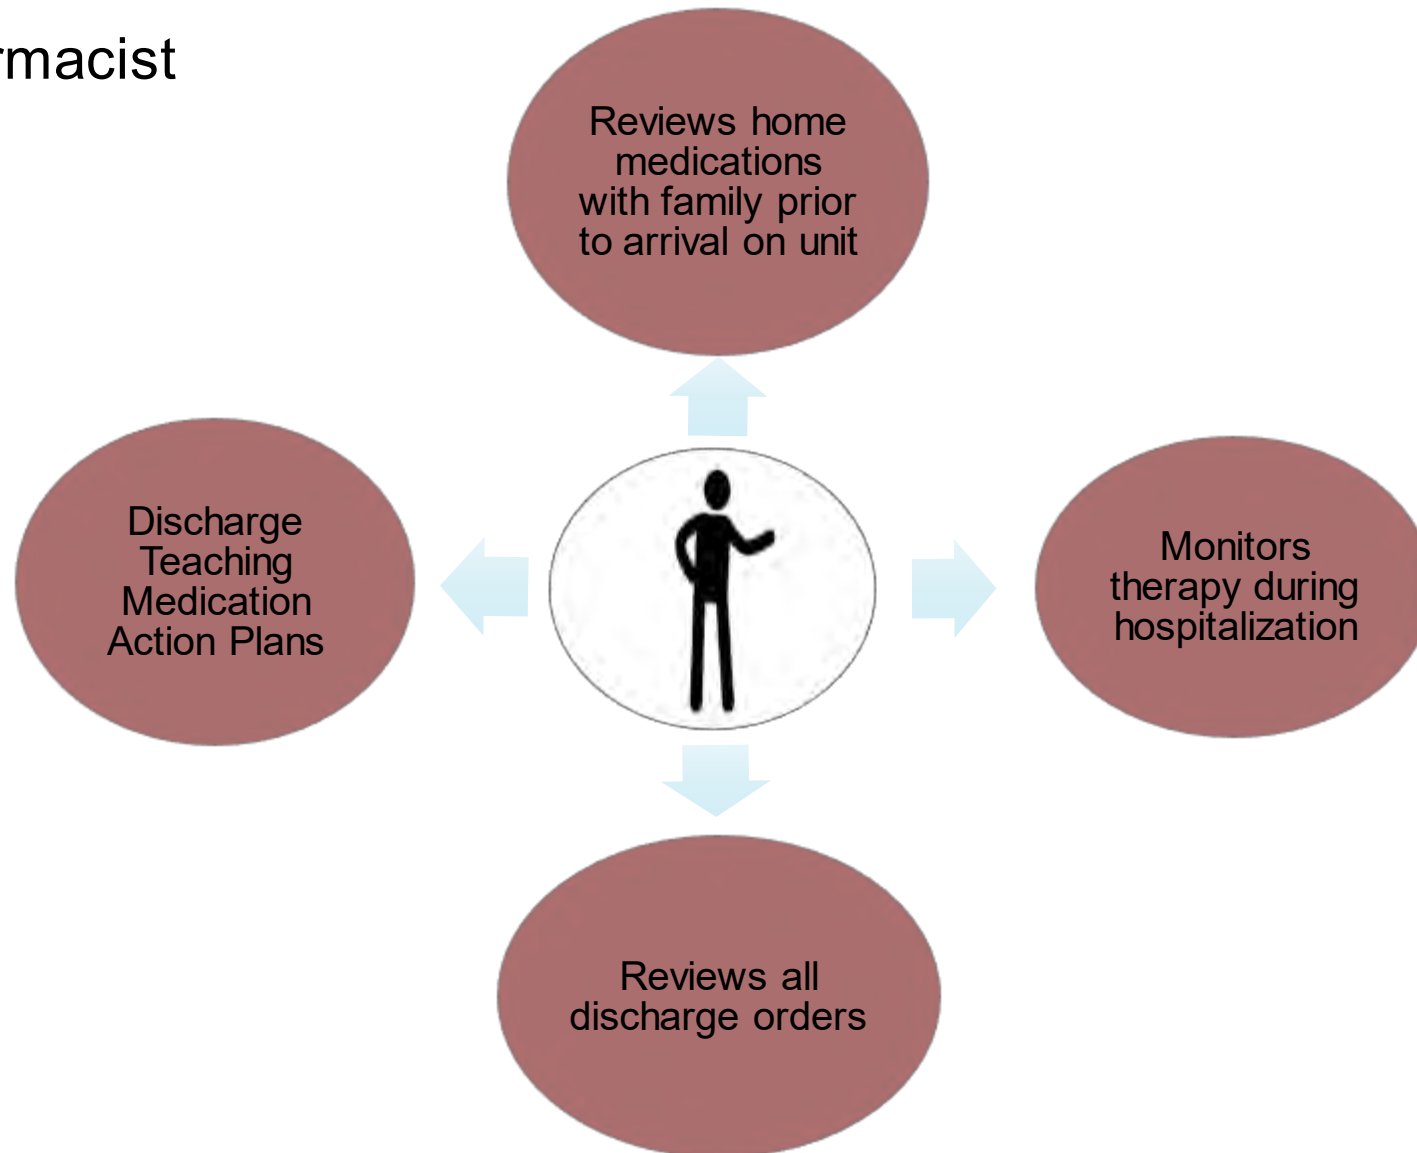 rmacist
Reviews home
medications
with family prior
to arrival on unit
Discharge
Teaching
Medication
Action Plans
Monitors
therapy during
hospitalization
Reviews all
discharge orders